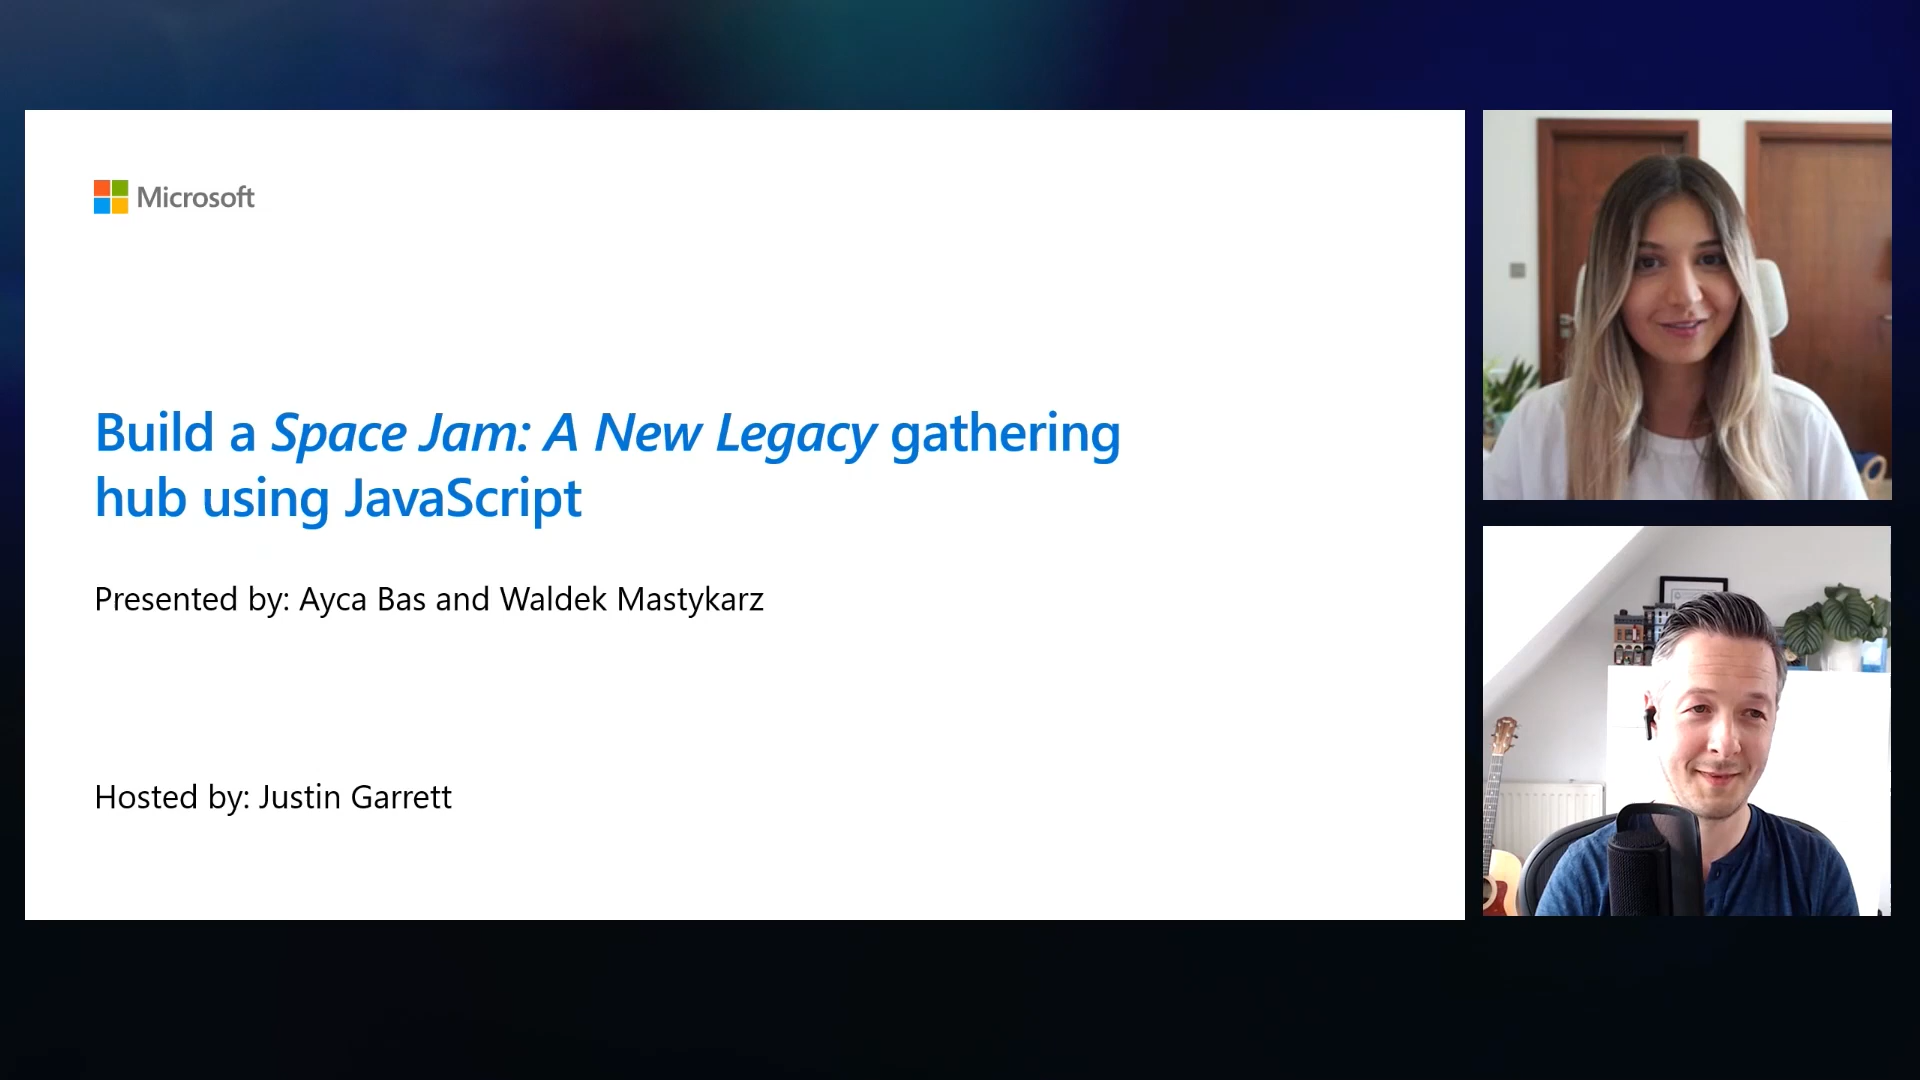 Microsoft
Build a Space Jam: A New Legacy gathering
hub using JavaScript
Presented by: Ayca Bas and Waldek Mastykarz
Hosted by: Justin Garrett